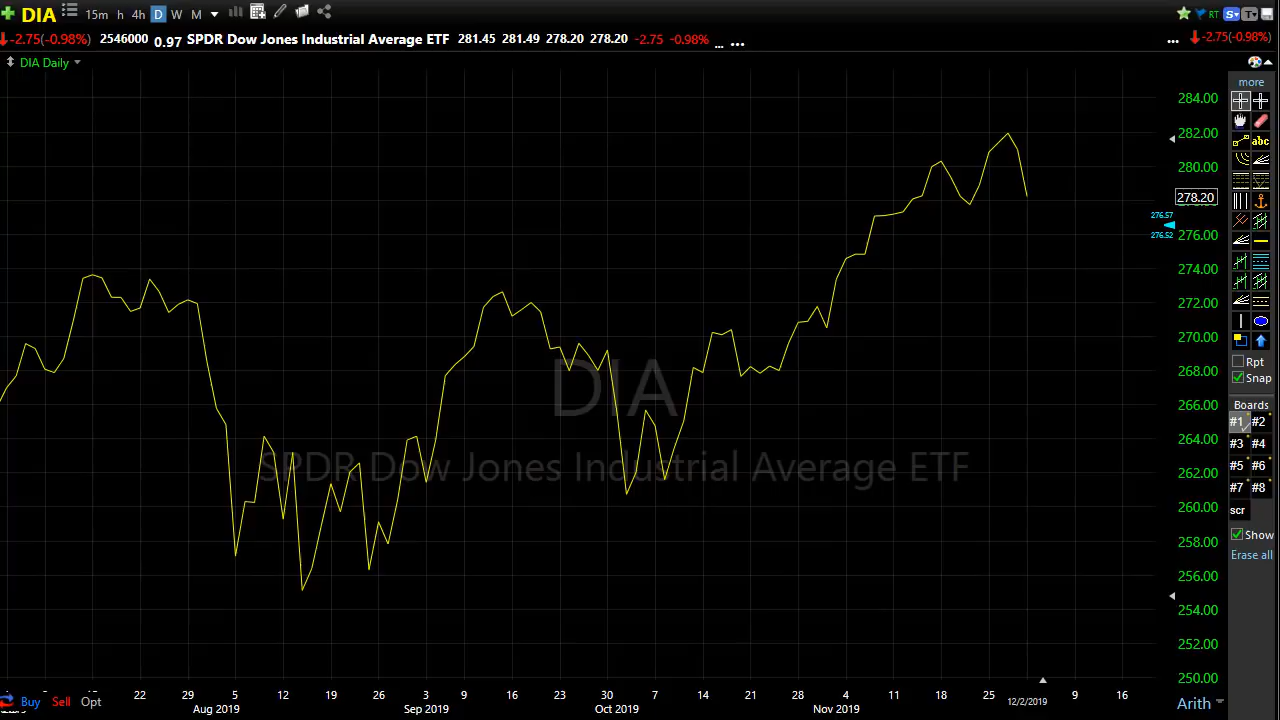 DIA 15m h 4h D W M RT S T
-2.75(-0.98%) 2546000 0.97 SPDR Dow Jones Industrial Average ETF 281.45 281.49 278.20 278.20 -2.75 -0.98% ... ... ... -2.75(-0.98%)
DIA Daily
more
284.00
282.00
abc
280.00
278.20
276.57
276.52
276.00
274.00
272.00
270.00
Rpt
268.00
Snap
DIA
266.00
Boards
#1 #2
264.00
#3 #4
SPDR Dow Jones Industrial Average ETF
262.00
#5 #6
#7 #8
260.00
scr
Show
258.00
Erase all
256.00
254.00
252.00
250.00
22 29 5 12 19 26 3 9 16 23 30 7 14 21 28 4 11 18 25 9 16
Buy Sell Opt
Aug 2019 Sep 2019 Oct 2019 Nov 2019 12/2/2019 Arith